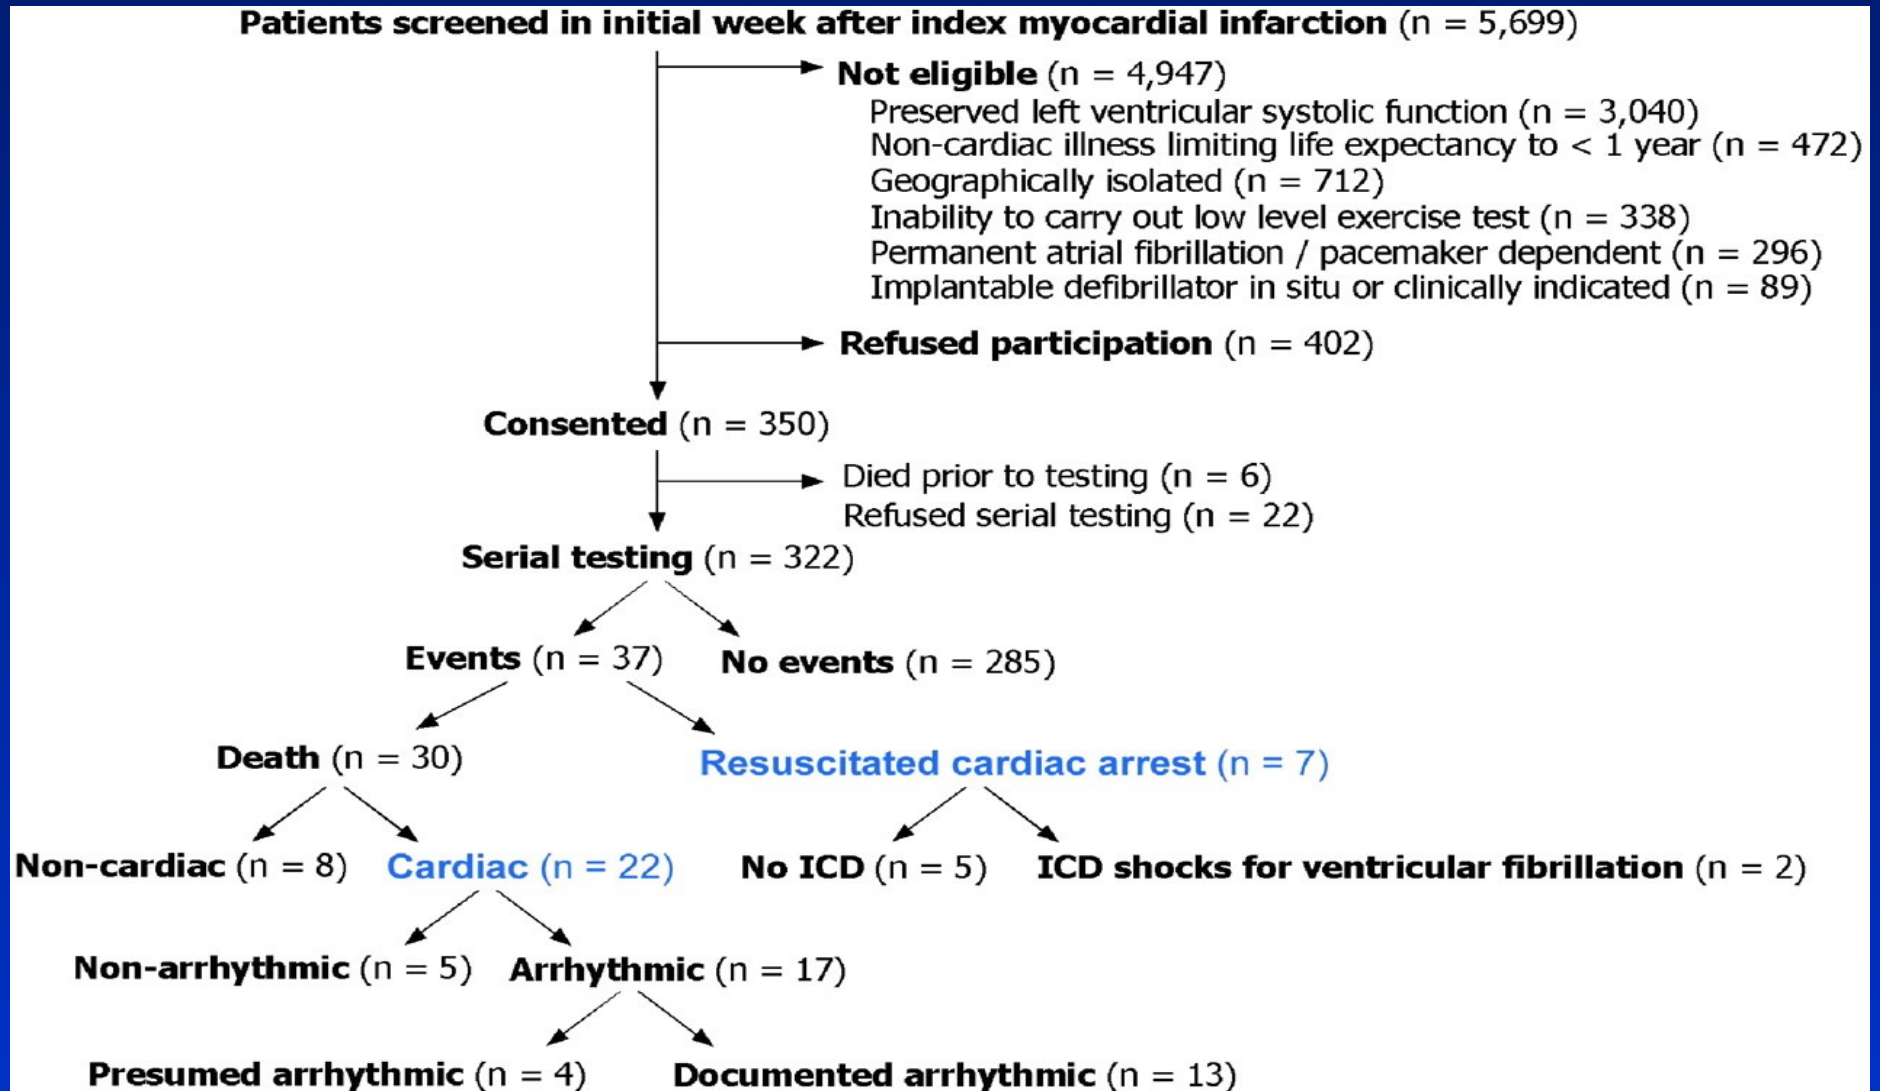 Patients screened in initial week after index myocardial infarction (n = 5,699)
Not eligible (n = 4,947)
Preserved left ventricular systolic function (n = 3,040)
Non-cardiac illness limiting life expectancy to < 1 year (n = 472)
Geographically isolated (n = 712)
Inability to carry out low level exercise test (n = 338)
Permanent atrial fibrillation / pacemaker dependent (n = 296)
Implantable defibrillator in situ or clinically indicated (n = 89)
Refused participation (n = 402)
Consented (n = 350)
Died prior to testing (n = 6)
Refused serial testing (n = 22)
Serial testing (n = 322)
Events (n = 37) No events (n = 285)
Death (n = 30) Resuscitated cardiac arrest (n = 7)
Non-cardiac (n = 8) Cardiac (n = 22) No ICD (n = 5) ICD shocks for ventricular fibrillation (n = 2)
Non-arrhythmic (n = 5) Arrhythmic (n = 17)
Presumed arrhythmic (n = 4) Documented arrhythmic (n = 13)